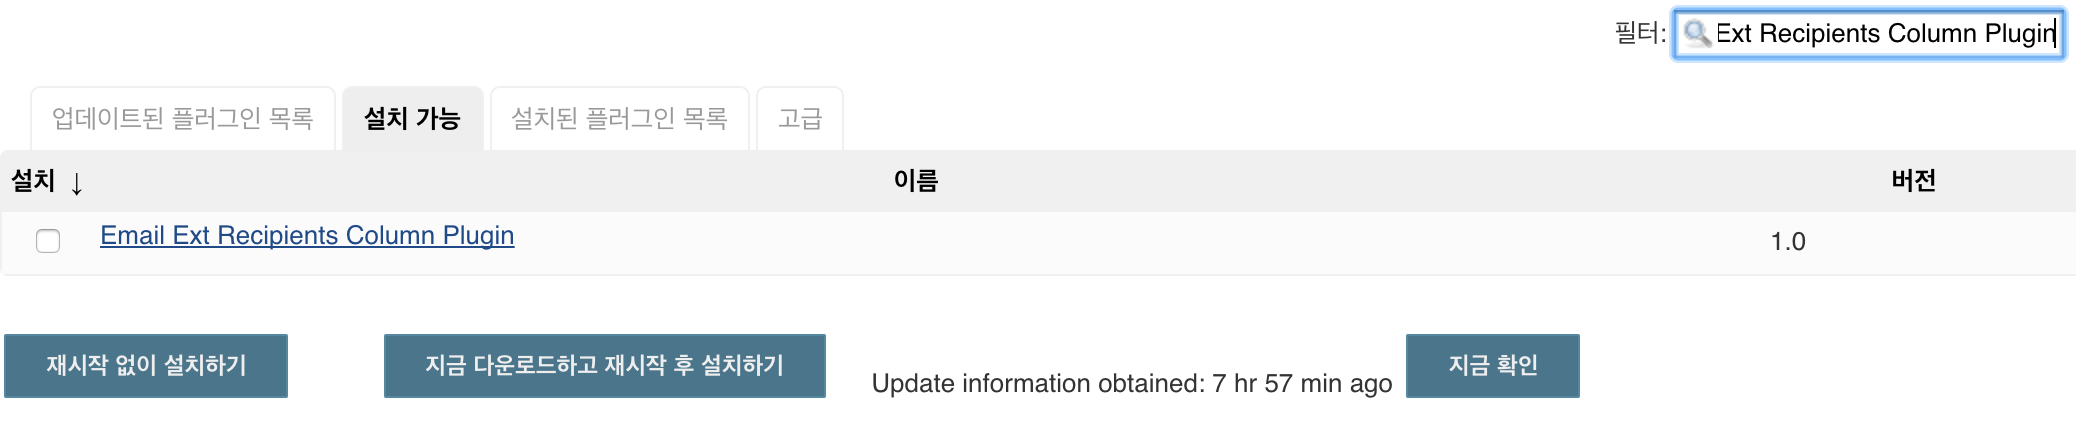 필터: Ext Recipients Column Plugin
업데이트된 플러그인 목록 설치 가능 설치된 플러그인 목록 고급
설치 ↓ 이름 버전
Email Ext Recipients Column Plugin 1.0
재시작 없이 설치하기 지금 다운로드하고 재시작 후 설치하기 Update information obtained: 7 hr 57 min ago 지금 확인